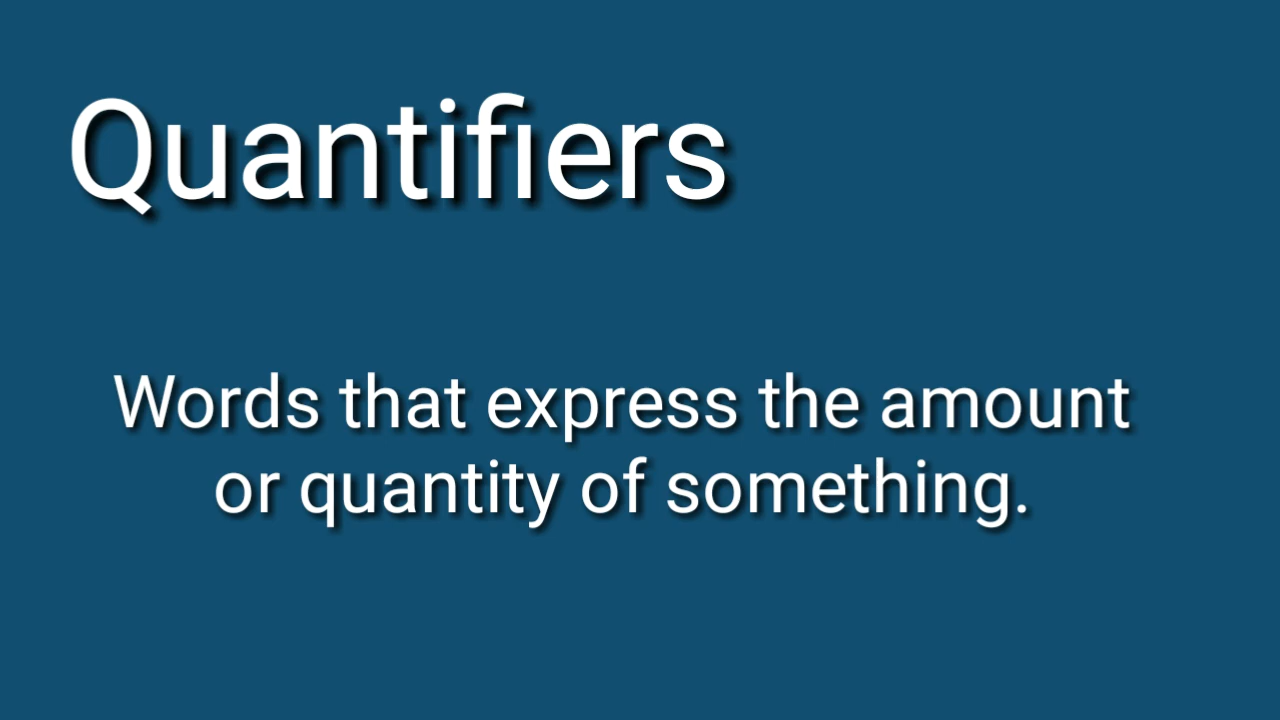 Quantifiers
Words that express the amount
or quantity of something.